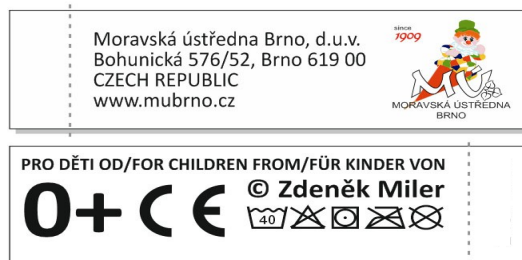 Moravská ústředna Brno, d.u.v.
Bohunická 576/52, Brno 619 00
CZECH REPUBLIC
www.mubrno.cz
since
1909
MU
MORAVSKÁ ÚSTŘEDNA
BRNO
PRO DĚTI OD/FOR CHILDREN FROM/FÜR KINDER VON
0+ CE
© Zdeněk Miler
40